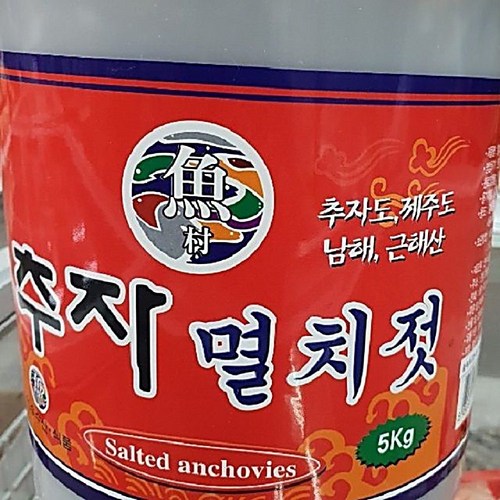 魚
村
추자도, 제주도
남해, 근해산
추자 멸치젓
5Kg
Salted anchovies